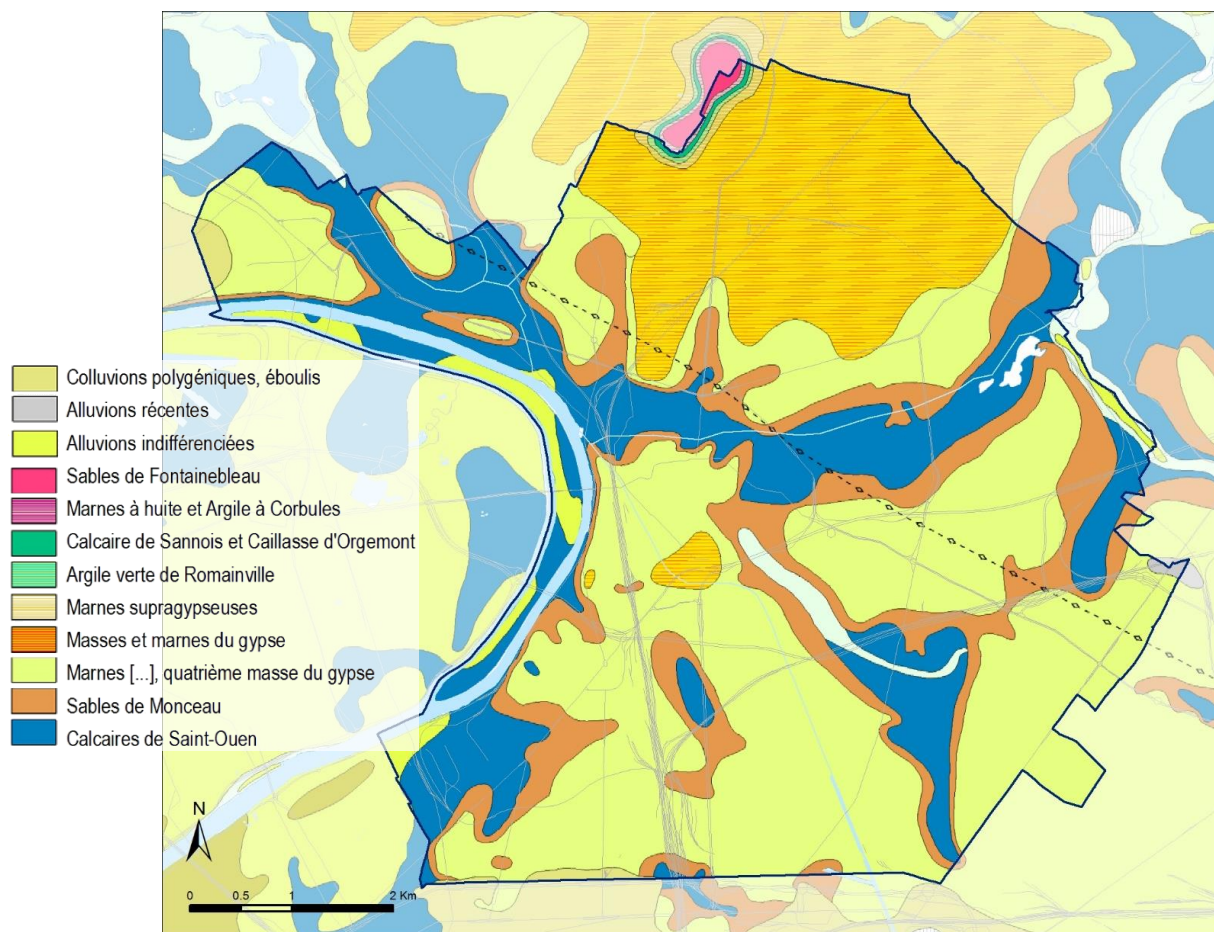 Colluvions polygéniques, éboulis
Alluvions récentes
Alluvions indifférenciées
Sables de Fontainebleau
Marnes à huite et Argile à Corbules
Calcaire de Sannois et Caillasse d'Orgemont
Argile verte de Romainville
Marnes supragypseuses
Masses et marnes du gypse
Marnes [...], quatrième masse du gypse
Sables de Monceau
Calcaires de Saint-Ouen
N
0 0.5 1 2 Km